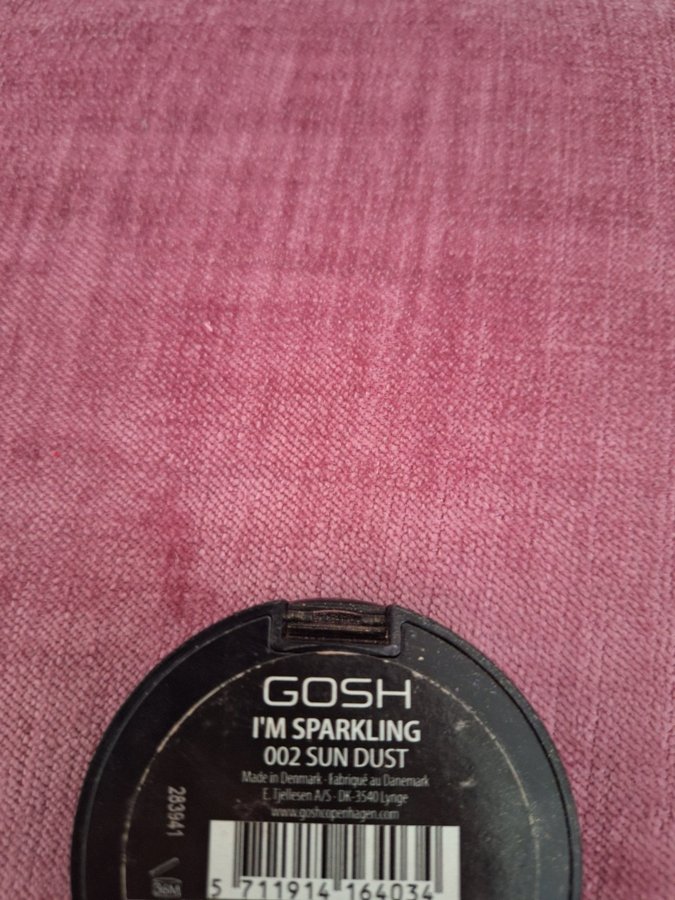 GOSH
I'M SPARKLING
002 SUN DUST
Made in Denmark · Fabriqué au Danemark
E. Tjellesen A/S · DK-3540 Lynge
www.goshcopenhagen.com
283941
36M
5 711914 164034